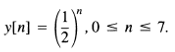 y[n] = (1/2)^n, 0 ≤ n ≤ 7.